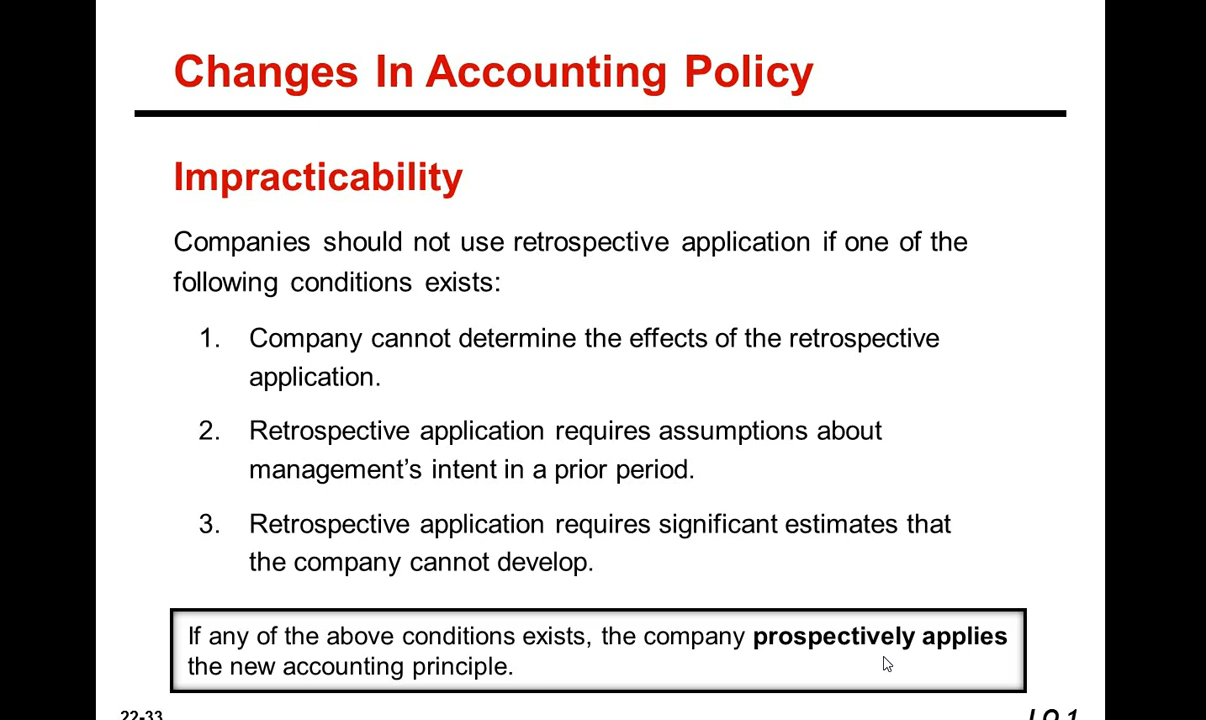 Changes In Accounting Policy
Impracticability
Companies should not use retrospective application if one of the
following conditions exists:
1. Company cannot determine the effects of the retrospective
application.
2. Retrospective application requires assumptions about
management’s intent in a prior period.
3. Retrospective application requires significant estimates that
the company cannot develop.
If any of the above conditions exists, the company prospectively applies
the new accounting principle.
22-33
LO 1